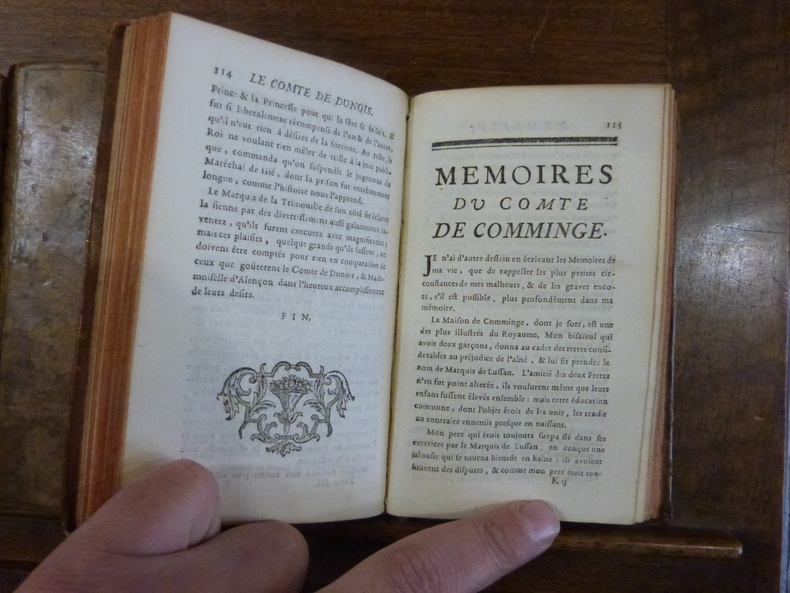 114 LE COMTE DE DUNOIS.
Prince & la Princesse pour qui la fête se faisoit. Il
fut si liberalement récompensé de l'un & de l'autre,
qu'il n'eut rien à désirer de la fortune. Au reste, le
Roi ne voulant rien mêler de triste à la joie publi-
que, commanda qu'on suspendît le jugement du
Maréchal de Gié, dont la prison fut extrêmement
longue, comme l'histoire nous l'apprend.
Le Marquis de la Trimouille de son côté fit éclater
la sienne par des divertissemens aussi galamment in-
ventez, qu'ils furent executez avec magnificence;
mais ces plaisirs, quelque grands qu'ils fussent, ne
doivent être comptés pour rien en comparaison de
ceux que goûterent le Comte de Dunois, & Made-
moiselle d'Alençon dans l'heureux accomplissement
de leurs desirs.
FIN.
115
MEMOIRES
DU COMTE
DE COMMINGE.
JE n'ai d'autre dessein en écrivant les Memoires de
ma vie, que de rappeller les plus petites cir-
constances de mes malheurs, & de les graver enco-
re, s'il est possible, plus profondément dans ma
mémoire.
La Maison de Comminge, dont je sors, est une
des plus illustrés du Royaume. Mon bisaïeul qui
avoit deux garçons, donna au cadet des terres consi-
dérables au préjudice de l'aîné, & lui fit prendre le
nom de Marquis de Lussan. L'amitié des deux Freres
n'en fut point alterée, ils voulurent même que leurs
enfans fussent élevés ensemble: mais cette éducation
commune, dont l'objet étoit de les unir, les rendit
au contraire ennemis presque en naissant.
Mon pere qui étoit toujours surpassé dans ses
exercices par le Marquis de Lussan, en conçut une
jalousie qui se tourna bientôt en haine: ils avoient
souvent des disputes, & comme mon pere étoit tou-
K ij